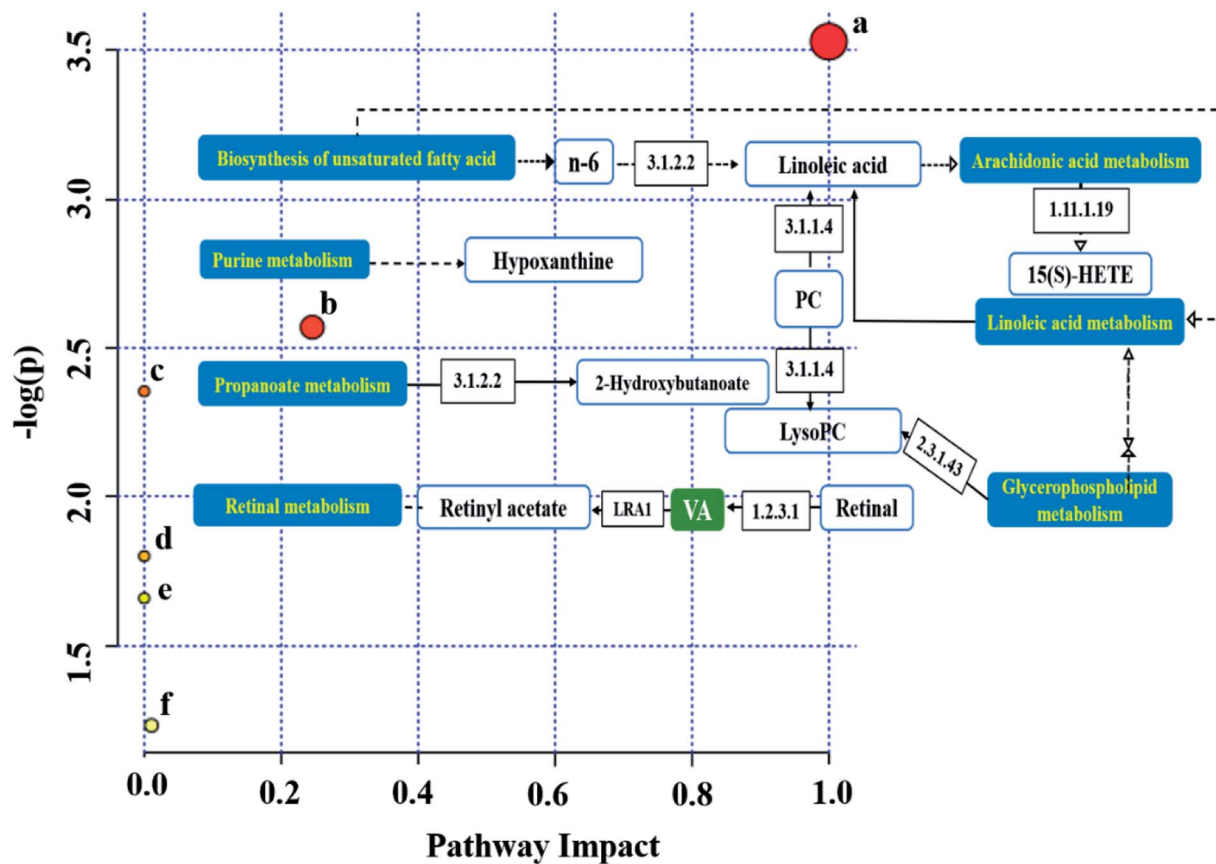 a
3.5
Biosynthesis of unsaturated fatty acid
n-6
3.1.2.2
Linoleic acid
Arachidonic acid metabolism
3.0
3.1.1.4
1.11.1.19
Purine metabolism
Hypoxanthine
15(S)-HETE
PC
b
Linoleic acid metabolism
2.5
3.1.1.4
c
Propanoate metabolism
3.1.2.2
2-Hydroxybutanoate
-log(p)
LysoPC
2.3.1.43
2.0
Retinal metabolism
Retinyl acetate
LRA1
VA
1.2.3.1
Retinal
Glycerophospholipid
metabolism
d
e
1.5
f
0.0 0.2 0.4 0.6 0.8 1.0
Pathway Impact